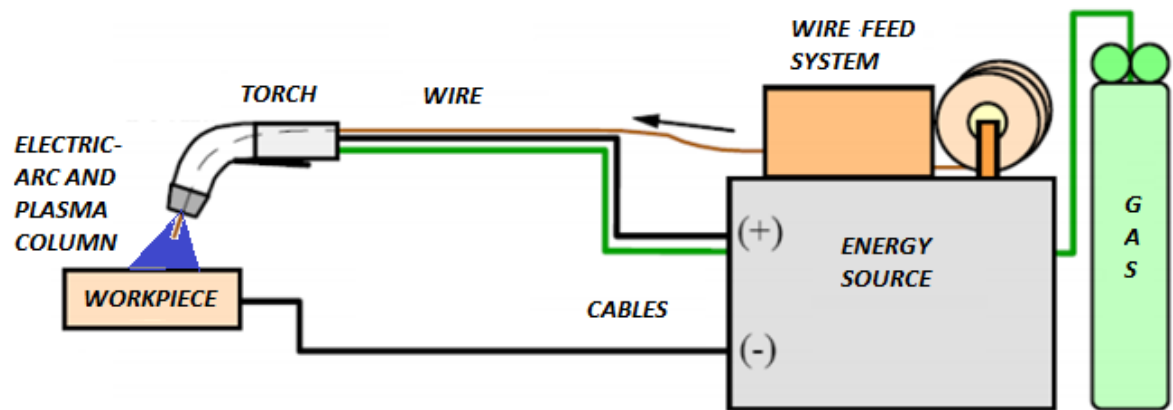 WIRE FEED
SYSTEM
TORCH
WIRE
ELECTRIC-
ARC AND
PLASMA
COLUMN
G
A
S
(+)
ENERGY
SOURCE
WORKPIECE
CABLES
(-)